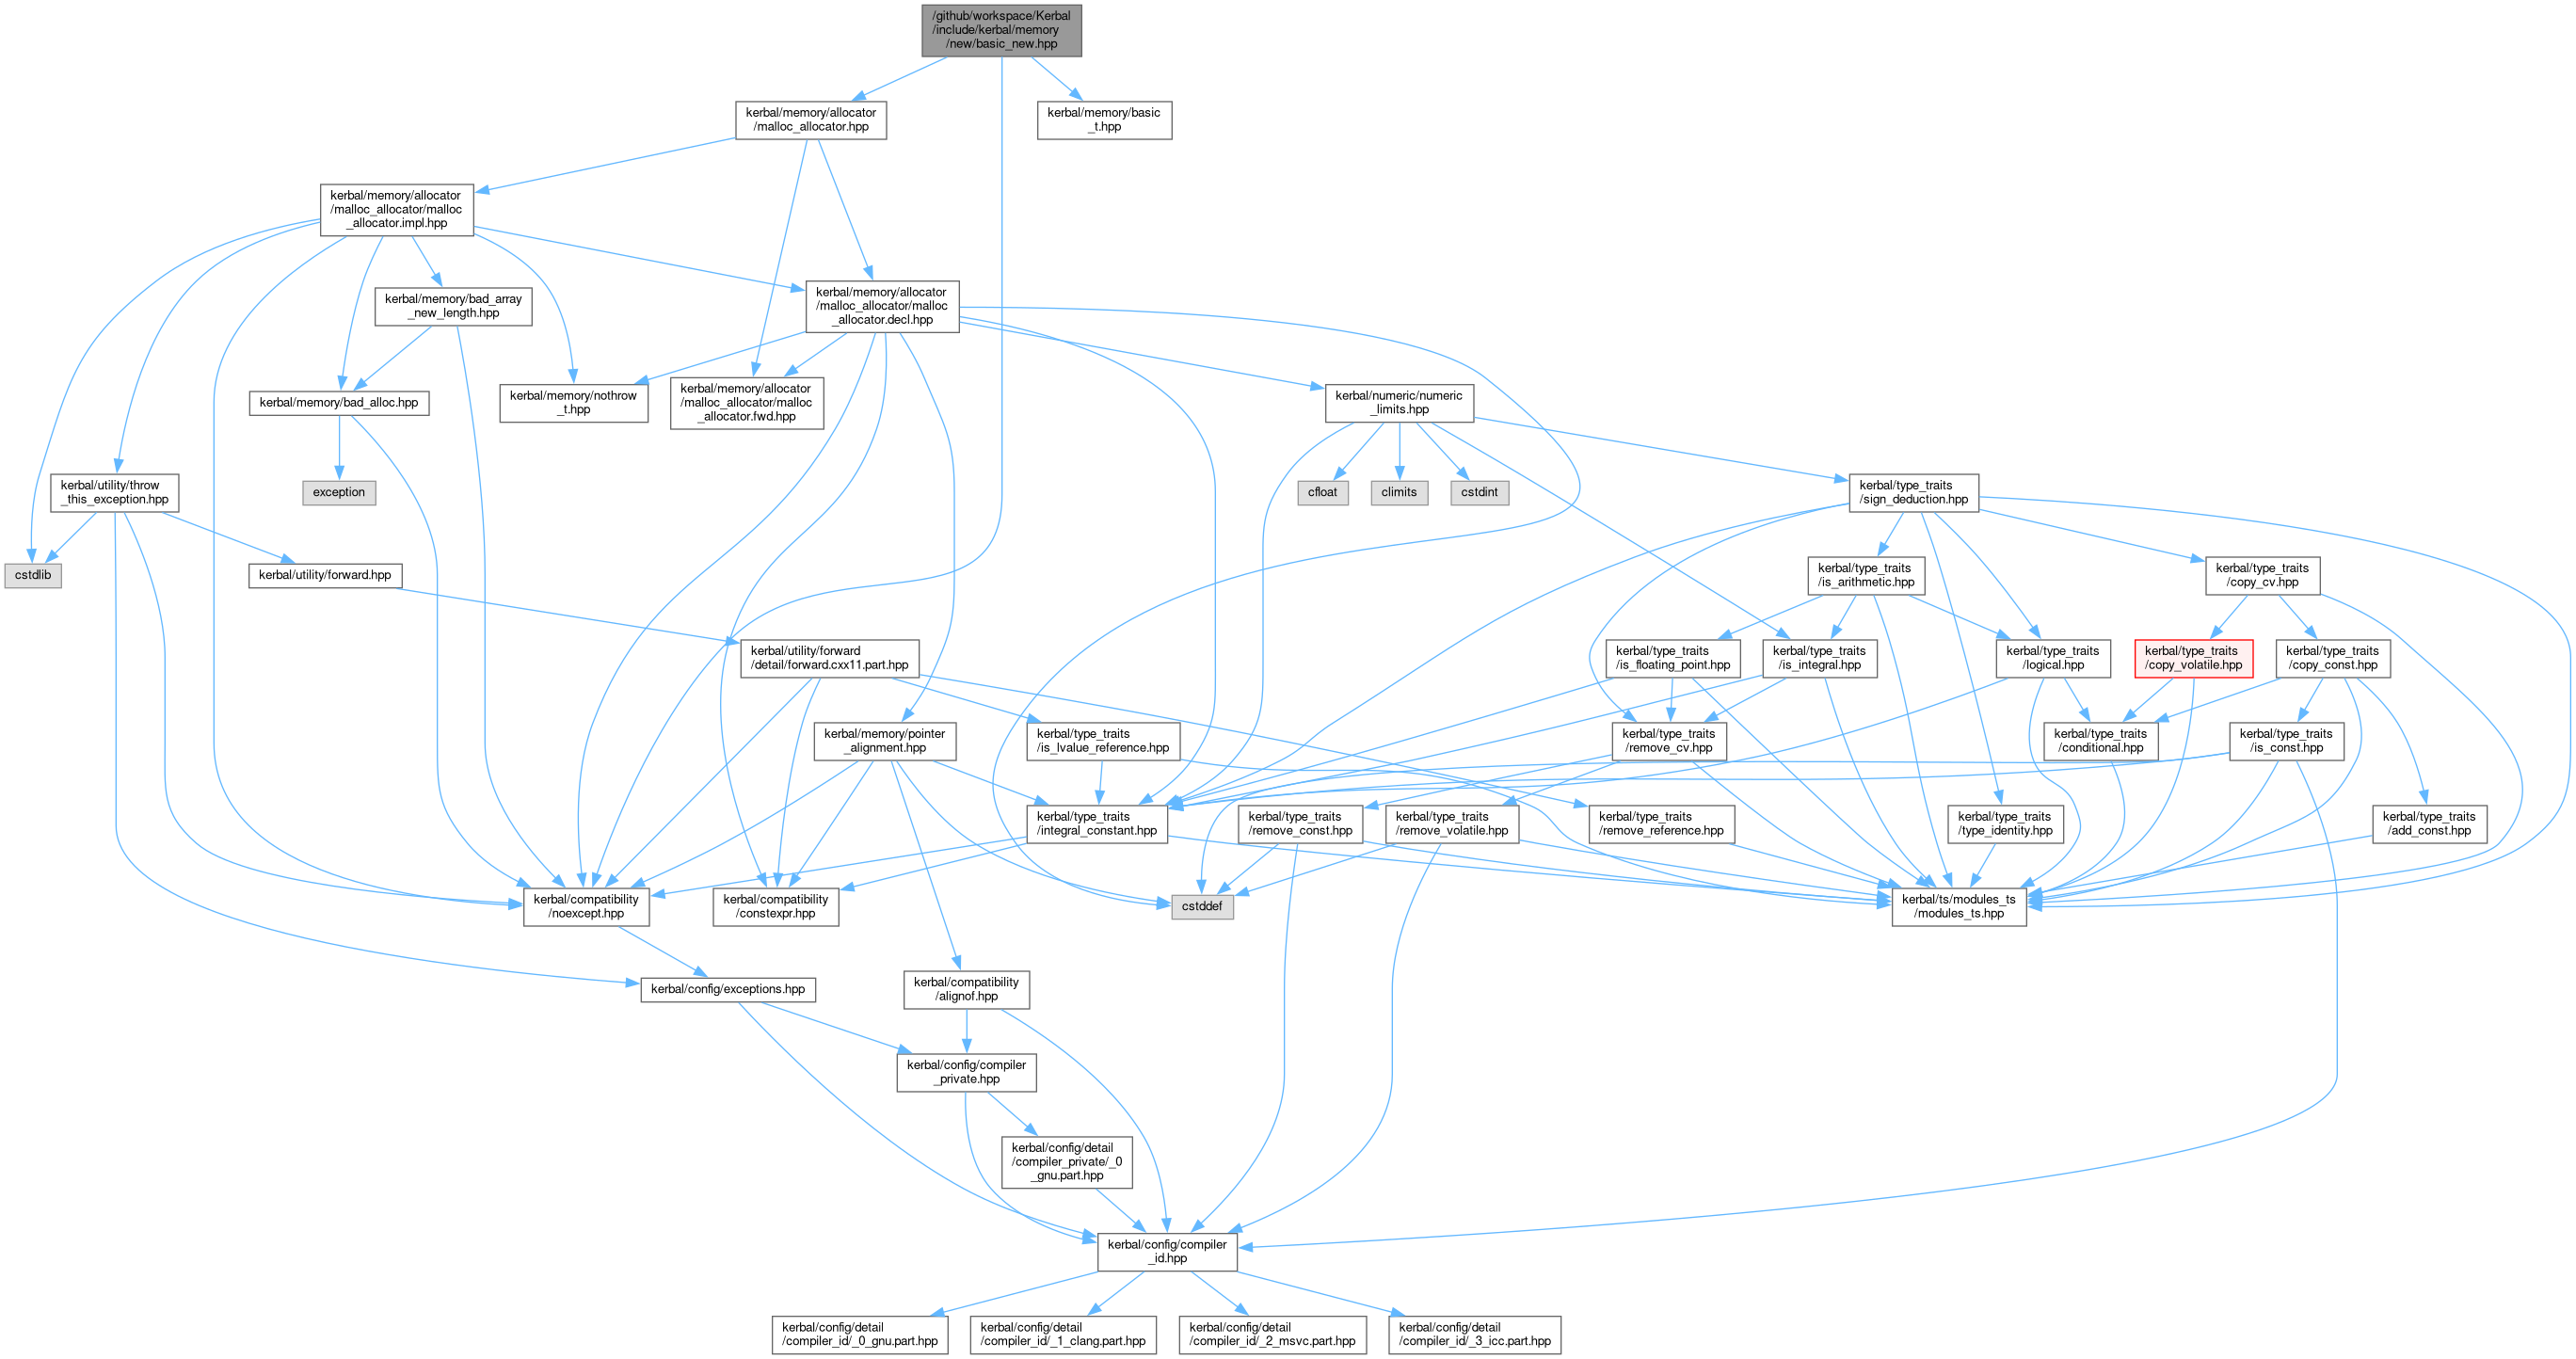 /github/workspace/Kerbal
/include/kerbal/memory
/new/basic_new.hpp
kerbal/memory/allocator
/malloc_allocator.hpp
kerbal/memory/basic
_t.hpp
kerbal/memory/allocator
/malloc_allocator/malloc
_allocator.impl.hpp
kerbal/memory/bad_array
_new_length.hpp
kerbal/memory/allocator
/malloc_allocator/malloc
_allocator.decl.hpp
kerbal/memory/bad_alloc.hpp
kerbal/memory/nothrow
_t.hpp
kerbal/memory/allocator
/malloc_allocator/malloc
_allocator.fwd.hpp
kerbal/numeric/numeric
_limits.hpp
kerbal/utility/throw
_this_exception.hpp
exception
cfloat
climits
cstdint
kerbal/type_traits
/sign_deduction.hpp
cstdlib
kerbal/utility/forward.hpp
kerbal/type_traits
/is_arithmetic.hpp
kerbal/type_traits
/copy_cv.hpp
kerbal/utility/forward
/detail/forward.cxx11.part.hpp
kerbal/type_traits
/is_floating_point.hpp
kerbal/type_traits
/is_integral.hpp
kerbal/type_traits
/logical.hpp
kerbal/type_traits
/copy_volatile.hpp
kerbal/type_traits
/copy_const.hpp
kerbal/memory/pointer
_alignment.hpp
kerbal/type_traits
/is_lvalue_reference.hpp
kerbal/type_traits
/remove_cv.hpp
kerbal/type_traits
/conditional.hpp
kerbal/type_traits
/is_const.hpp
kerbal/type_traits
/integral_constant.hpp
kerbal/type_traits
/remove_const.hpp
kerbal/type_traits
/remove_volatile.hpp
kerbal/type_traits
/remove_reference.hpp
kerbal/type_traits
/type_identity.hpp
kerbal/type_traits
/add_const.hpp
kerbal/compatibility
/noexcept.hpp
kerbal/compatibility
/constexpr.hpp
cstddef
kerbal/ts/modules_ts
/modules_ts.hpp
kerbal/config/exceptions.hpp
kerbal/compatibility
/alignof.hpp
kerbal/config/compiler
_private.hpp
kerbal/config/detail
/compiler_private/_0
_gnu.part.hpp
kerbal/config/compiler
_id.hpp
kerbal/config/detail
/compiler_id/_0_gnu.part.hpp
kerbal/config/detail
/compiler_id/_1_clang.part.hpp
kerbal/config/detail
/compiler_id/_2_msvc.part.hpp
kerbal/config/detail
/compiler_id/_3_icc.part.hpp